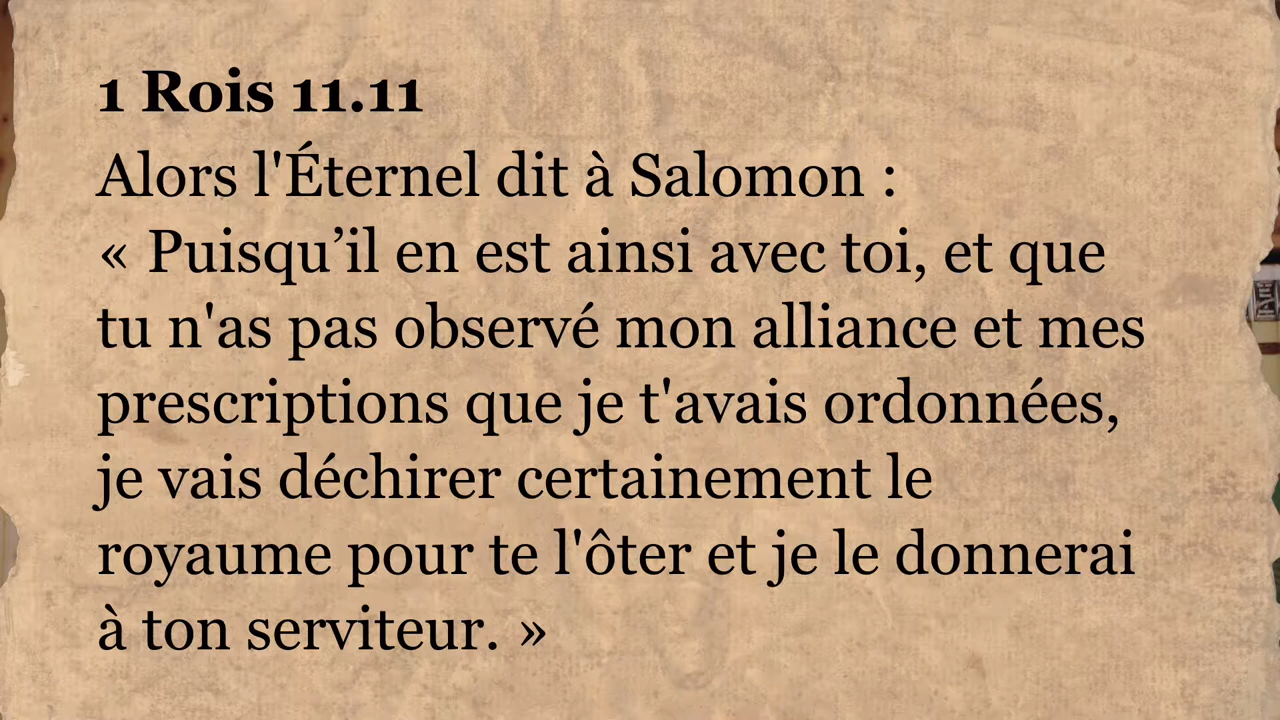 1 Rois 11.11
Alors l'Éternel dit à Salomon :
« Puisqu’il en est ainsi avec toi, et que
tu n'as pas observé mon alliance et mes
prescriptions que je t'avais ordonnées,
je vais déchirer certainement le
royaume pour te l'ôter et je le donnerai
à ton serviteur. »